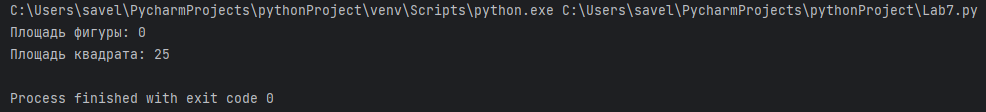 C:\Users\savel\PycharmProjects\pythonProject\venv\Scripts\python.exe C:\Users\savel\PycharmProjects\pythonProject\Lab7.py
Площадь фигуры: 0
Площадь квадрата: 25
Process finished with exit code 0